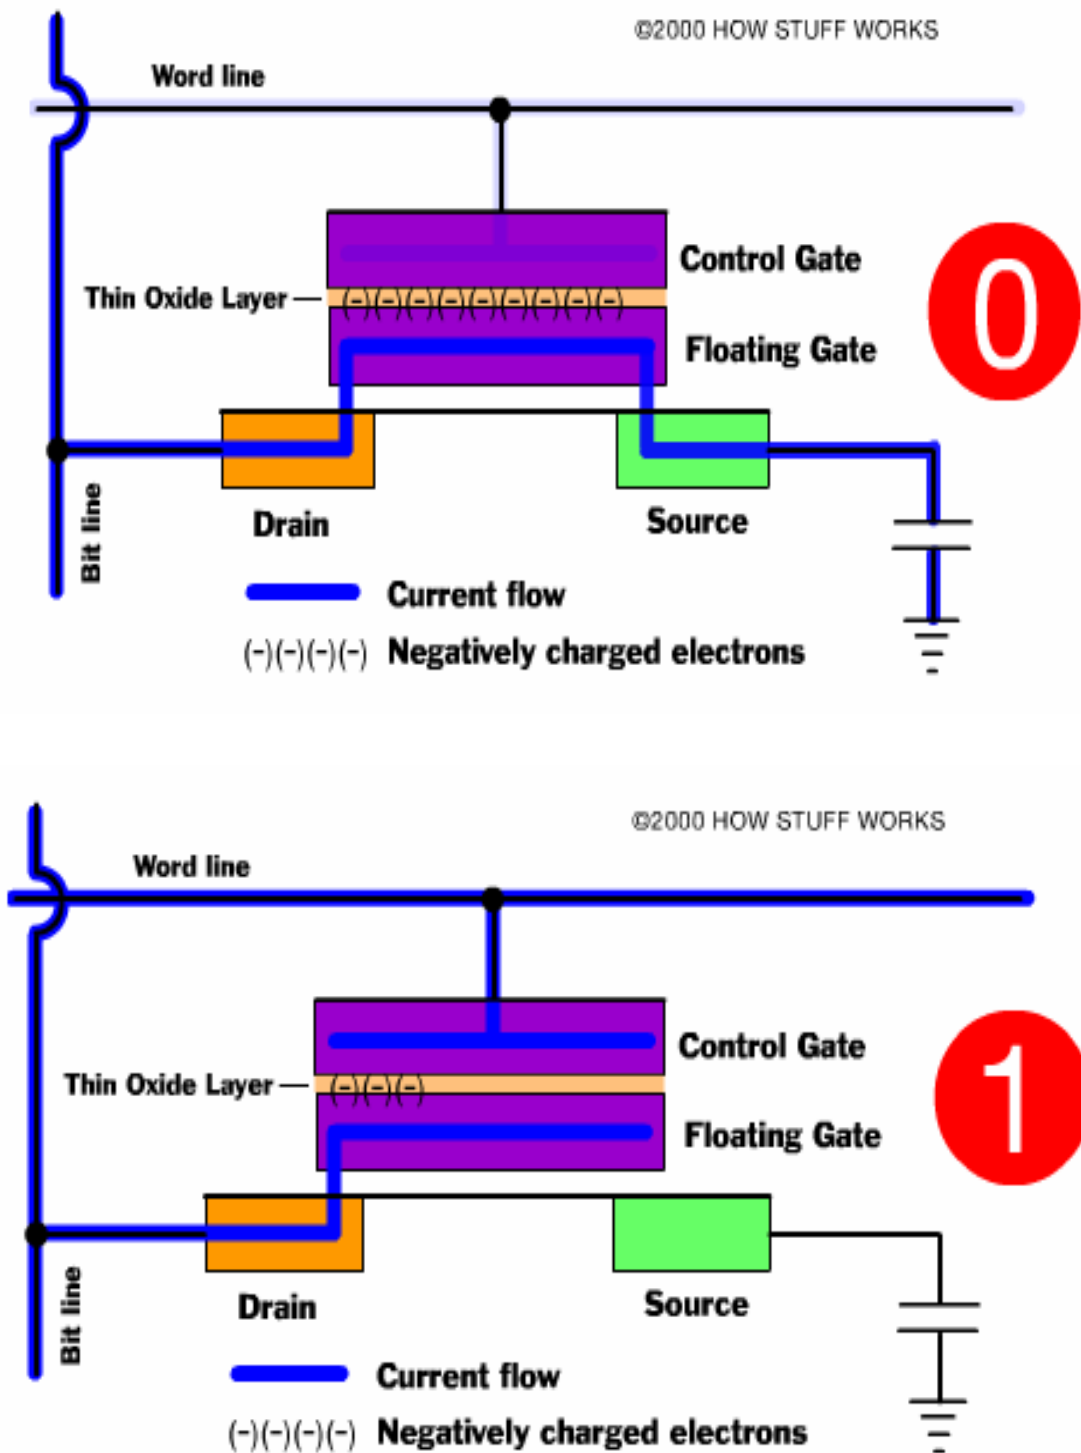 ©2000 HOW STUFF WORKS
Word line
Control Gate
Thin Oxide Layer
(-)(-)(-)(-)(-)(-)(-)(-)(-)
Floating Gate
0
Drain
Source
Bit line
Current flow
(-)(-)(-)(-) Negatively charged electrons
©2000 HOW STUFF WORKS
Word line
Control Gate
Thin Oxide Layer
(-)(-)(-)
Floating Gate
1
Drain
Source
Bit line
Current flow
(-)(-)(-)(-) Negatively charged electrons